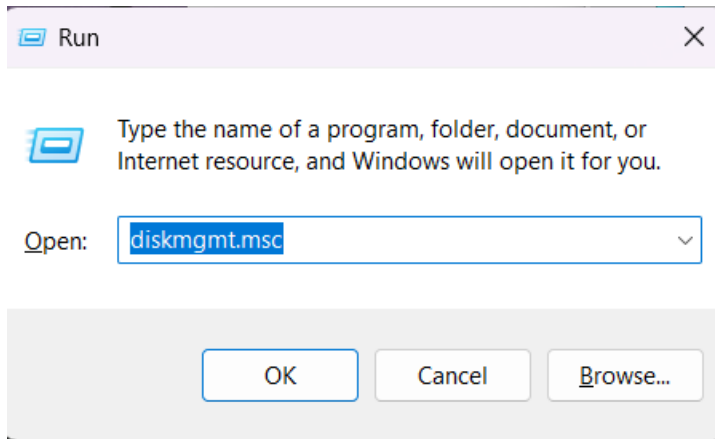 Run
Type the name of a program, folder, document, or
Internet resource, and Windows will open it for you.
Open: diskmgmt.msc
OK Cancel Browse...